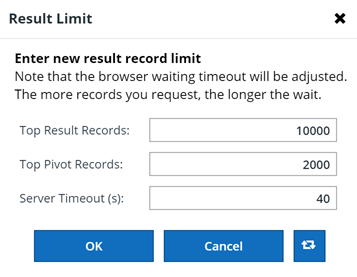 Result Limit
Enter new result record limit
Note that the browser waiting timeout will be adjusted.
The more records you request, the longer the wait.
Top Result Records: 10000
Top Pivot Records: 2000
Server Timeout (s): 40
OK Cancel